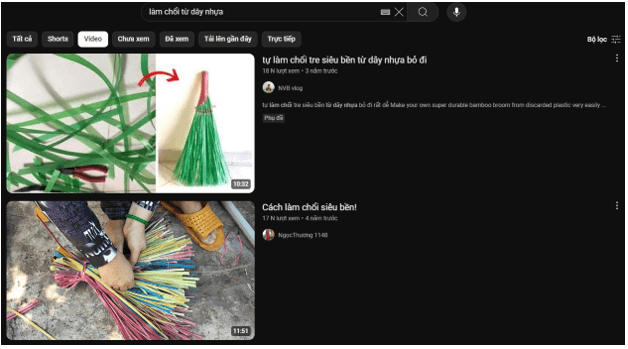 làm chổi từ dây nhựa
Tất cả
Shorts
Video
Chưa xem
Đã xem
Tải lên gần đây
Trực tiếp
Bộ lọc
tự làm chổi tre siêu bền từ dây nhựa bỏ đi
18 N lượt xem • 3 năm trước
NVB vlog
tự làm chổi tre siêu bền từ dây nhựa bỏ đi rất dễ Make your own super durable bamboo broom from discarded plastic very easily ...
Phụ đề
10:32
Cách làm chổi siêu bền!
17 N lượt xem • 4 năm trước
NgọcThương 1148
11:51